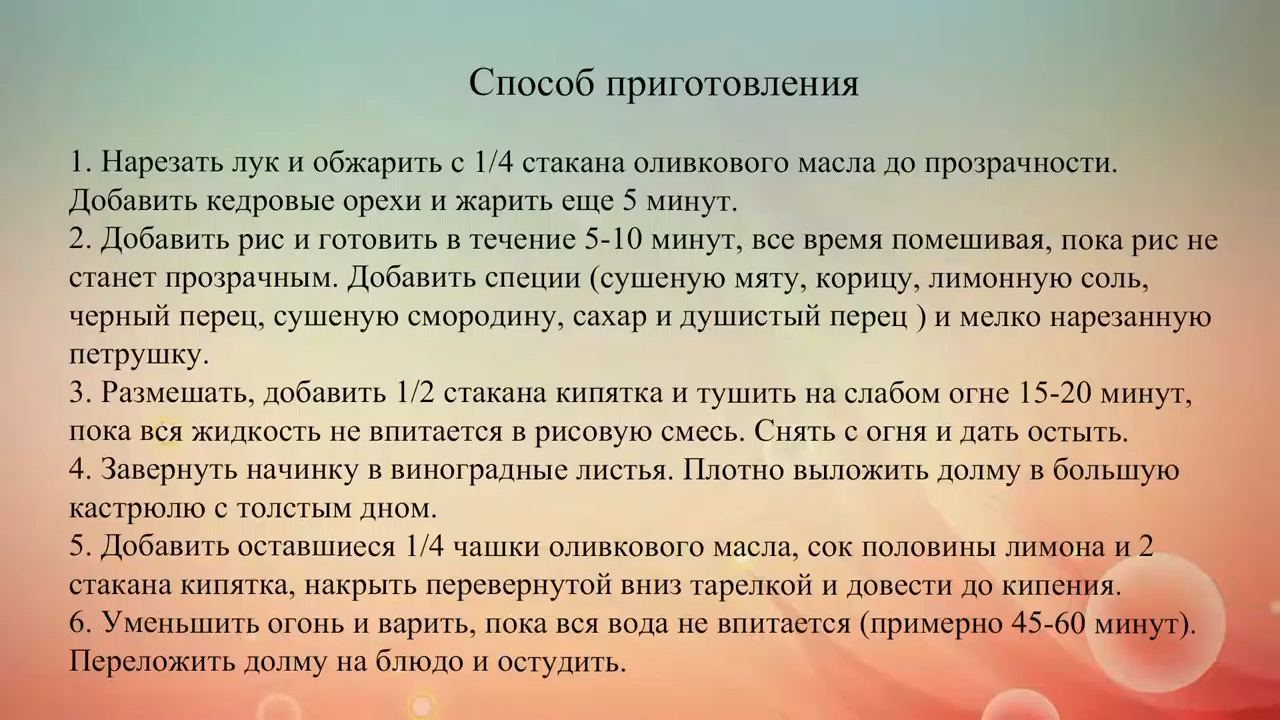 Способ приготовления
1. Нарезать лук и обжарить с 1/4 стакана оливкового масла до прозрачности.
Добавить кедровые орехи и жарить еще 5 минут.
2. Добавить рис и готовить в течение 5-10 минут, все время помешивая, пока рис не
станет прозрачным. Добавить специи (сушеную мяту, корицу, лимонную соль,
черный перец, сушеную смородину, сахар и душистый перец ) и мелко нарезанную
петрушку.
3. Размешать, добавить 1/2 стакана кипятка и тушить на слабом огне 15-20 минут,
пока вся жидкость не впитается в рисовую смесь. Снять с огня и дать остыть.
4. Завернуть начинку в виноградные листья. Плотно выложить долму в большую
кастрюлю с толстым дном.
5. Добавить оставшиеся 1/4 чашки оливкового масла, сок половины лимона и 2
стакана кипятка, накрыть перевернутой вниз тарелкой и довести до кипения.
6. Уменьшить огонь и варить, пока вся вода не впитается (примерно 45-60 минут).
Переложить долму на блюдо и остудить.